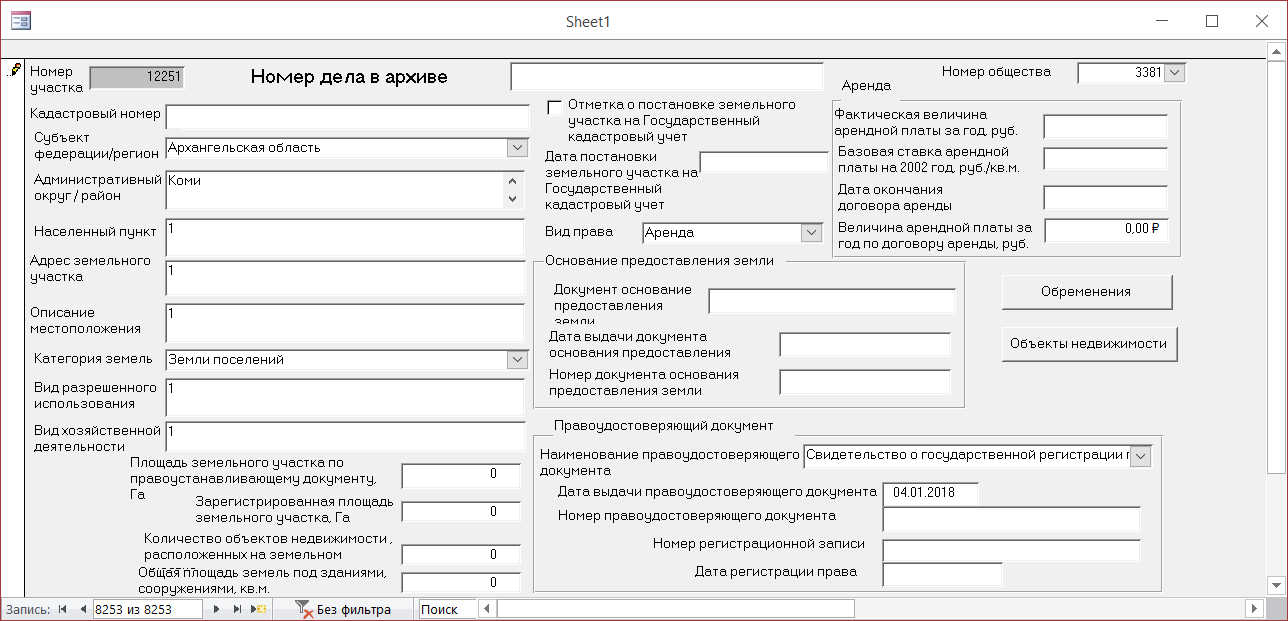 Sheet1
Номер участка
12251
Номер дела в архиве
Номер общества
3381
Кадастровый номер
Субъект
федерации/регион
Архангельская область
Административный
округ / район
Коми
Населенный пункт
1
Адрес земельного
участка
1
Описание
местоположения
1
Категория земель
Земли поселений
Вид разрешенного
использования
1
Вид хозяйственной
деятельности
1
Площадь земельного участка по
правоустанавливающему документу,
Га
0
Зарегистрированная площадь
земельного участка, Га
0
Количество объектов недвижимости ,
расположенных на земельном
0
Общая площадь земель под зданиями,
сооружениями, кв.м.
0
Отметка о постановке земельного
участка на Государственный
кадастровый учет
Дата постановки
земельного участка на
Государственный
кадастровый учет
Вид права
Аренда
Основание предоставления земли
Документ основание
предоставления
земли
Дата выдачи документа
основания предоставления
Номер документа основания
предоставления земли
Правоудостоверяющий документ
Наименование правоудостоверяющего
документа
Свидетельство о государственной регистрации п
Дата выдачи правоудостоверяющего документа
04.01.2018
Номер правоудостоверяющего документа
Номер регистрационной записи
Дата регистрации права
Аренда
Фактическая величина
арендной платы за год, руб.
Базовая ставка арендной
платы на 2002 год, руб./кв.м.
Дата окончания
договора аренды
Величина арендной платы за
год по договору аренды, руб.
0,00 ₽
Обременения
Объекты недвижимости
Запись:
8253 из 8253
Без фильтра
Поиск